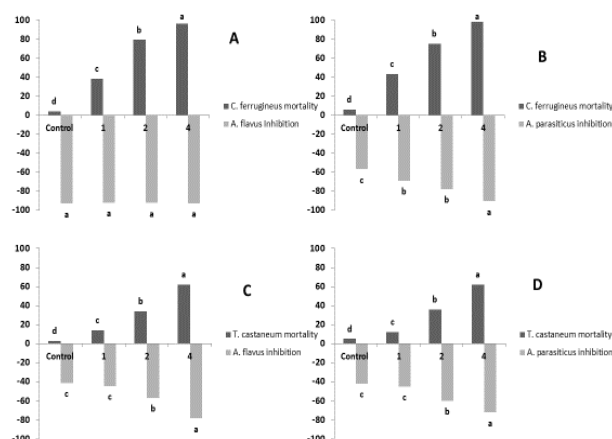 100
80
60
40
20
0
-20
-40
-60
-80
-100
d
c
b
a
A
C. ferrugineus mortality
A. flavus inhibition
Control
1
2
4
a
a
a
a
100
80
60
40
20
0
-20
-40
-60
-80
-100
d
c
b
a
B
C. ferrugineus mortality
A. parasiticus inhibition
Control
1
2
4
c
b
b
a
100
80
60
40
20
0
-20
-40
-60
-80
-100
d
c
b
a
C
T. castaneum mortality
A. flavus inhibition
Control
1
2
4
c
c
b
a
100
80
60
40
20
0
-20
-40
-60
-80
-100
d
c
b
a
D
T. castaneum mortality
A. parasiticus inhibition
Control
1
2
4
c
c
b
a